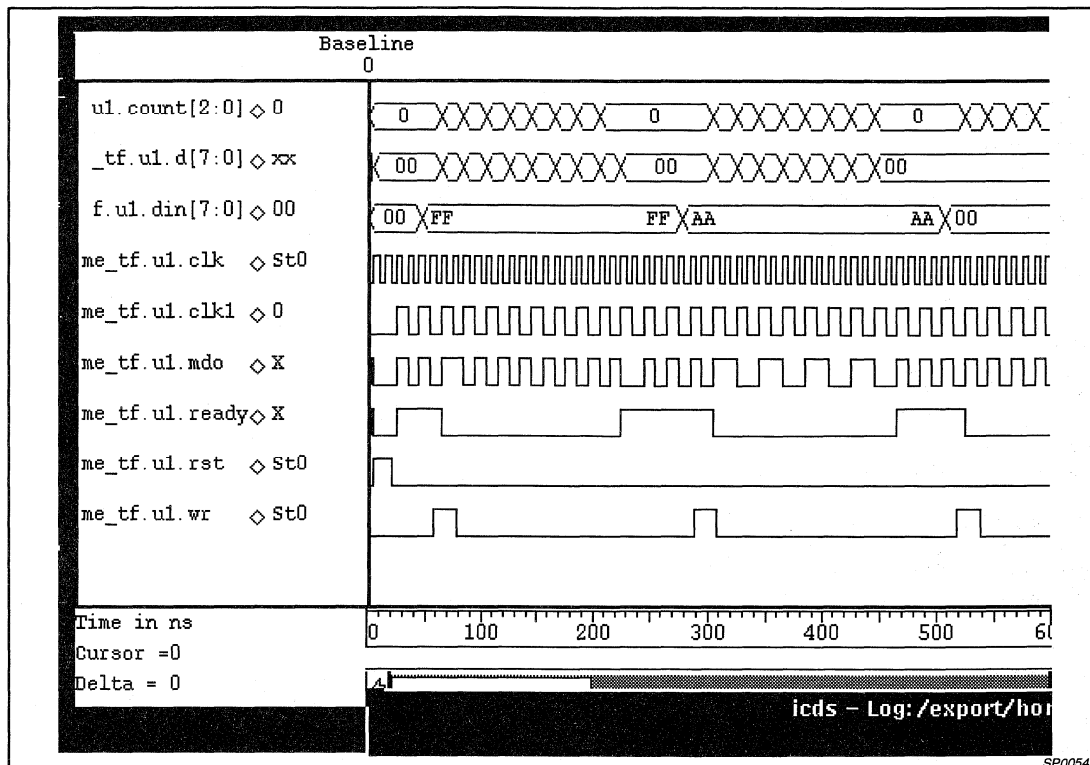 Baseline
0
u1.count[2:0] 0 0 0 0
_tf.u1.d[7:0] xx 00 00 00
f.u1.din[7:0] 00 00 FF FF AA AA 00
me_tf.u1.clk St0
me_tf.u1.clk1 0
me_tf.u1.mdo X
me_tf.u1.ready X
me_tf.u1.rst St0
me_tf.u1.wr St0
Time in ns 0 100 200 300 400 500 60
Cursor =0
Delta = 0
icds - Log: /export/hor
SP0054